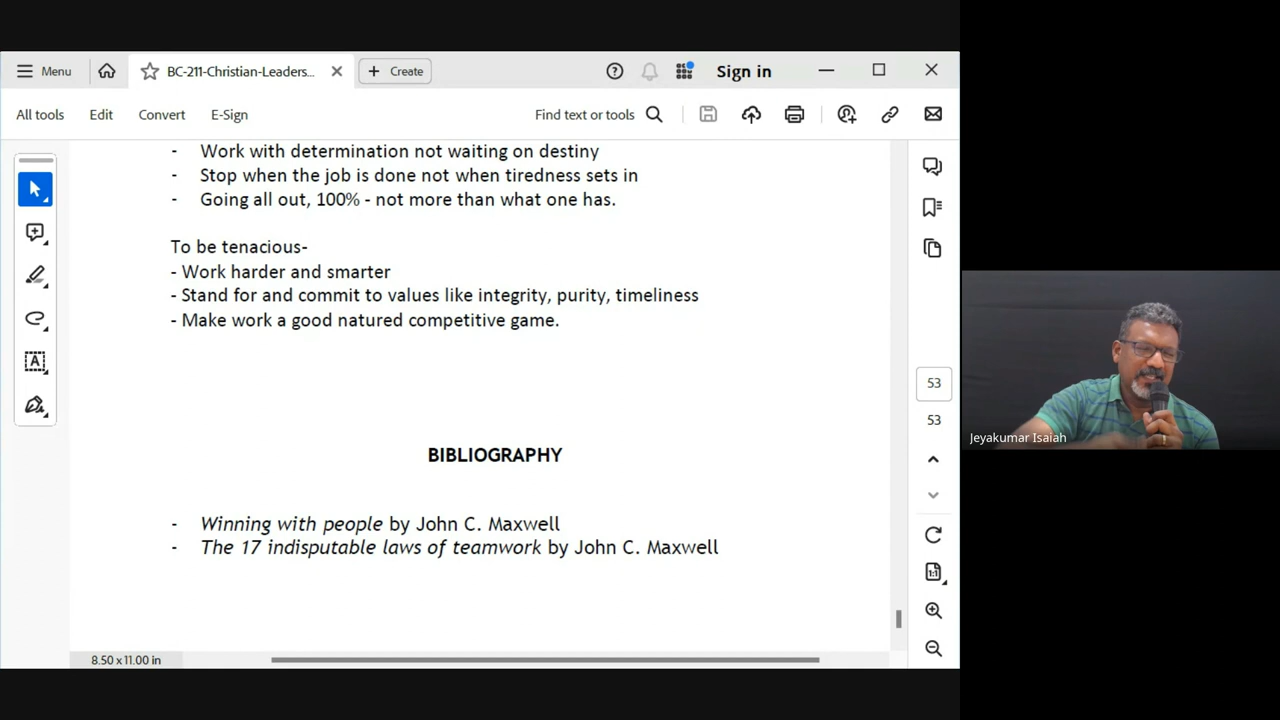 Menu
BC-211-Christian-Leaders...
Create
Sign in
All tools
Edit
Convert
E-Sign
Find text or tools
- Work with determination not waiting on destiny
- Stop when the job is done not when tiredness sets in
- Going all out, 100% - not more than what one has.
To be tenacious-
- Work harder and smarter
- Stand for and commit to values like integrity, purity, timeliness
- Make work a good natured competitive game.
BIBLIOGRAPHY
- Winning with people by John C. Maxwell
- The 17 indisputable laws of teamwork by John C. Maxwell
53
53
1:1
8.50 x 11.00 in
Jeyakumar Isaiah